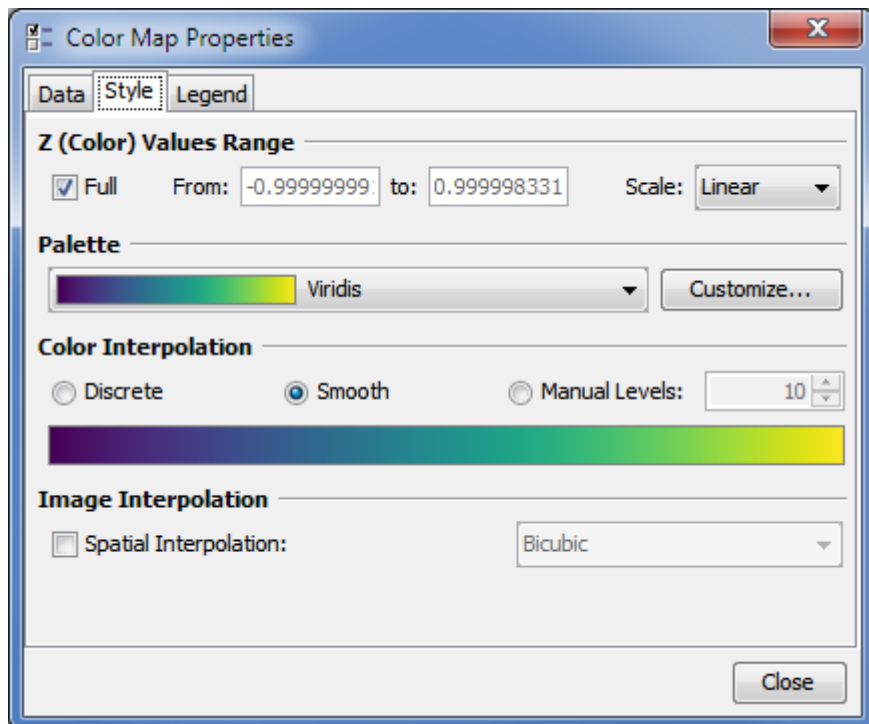 Color Map Properties
Data Style Legend
Z (Color) Values Range
Full From: -0.99999999 to: 0.999998331 Scale: Linear
Palette
Viridis Customize...
Color Interpolation
Discrete Smooth Manual Levels: 10
Image Interpolation
Spatial Interpolation: Bicubic
Close